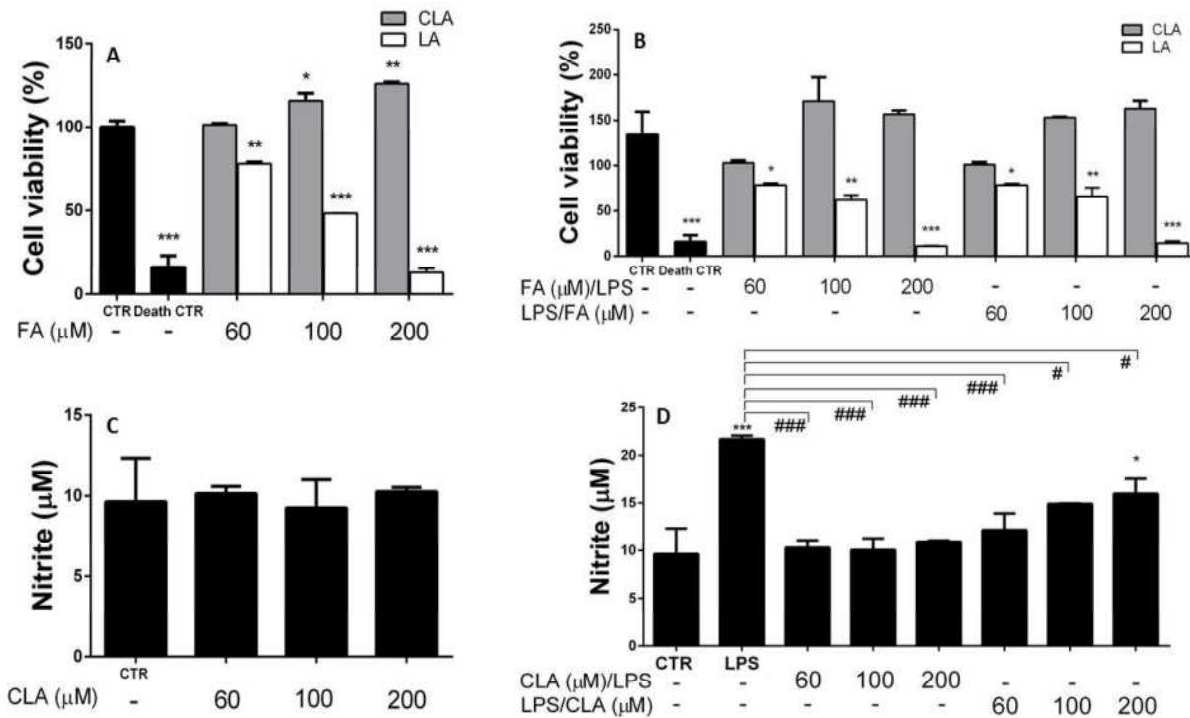 CLA
LA
A
Cell viability (%)
150
100
50
0
*
**
**
***
***
***
CTR Death CTR
FA (μM) - - 60 100 200
CLA
LA
B
Cell viability (%)
250
200
150
100
50
0
***
*
**
***
*
**
***
CTR Death CTR
FA (μM)/LPS - - 60 100 200 - - -
LPS/FA (μM) - - - - - 60 100 200
C
Nitrite (μM)
15
10
5
0
CTR
CLA (μM) - 60 100 200
#
#
###
###
###
###
D
Nitrite (μM)
25
20
15
10
5
0
***
*
CTR LPS
CLA (μM)/LPS - - 60 100 200 - - -
LPS/CLA (μM) - - - - - 60 100 200